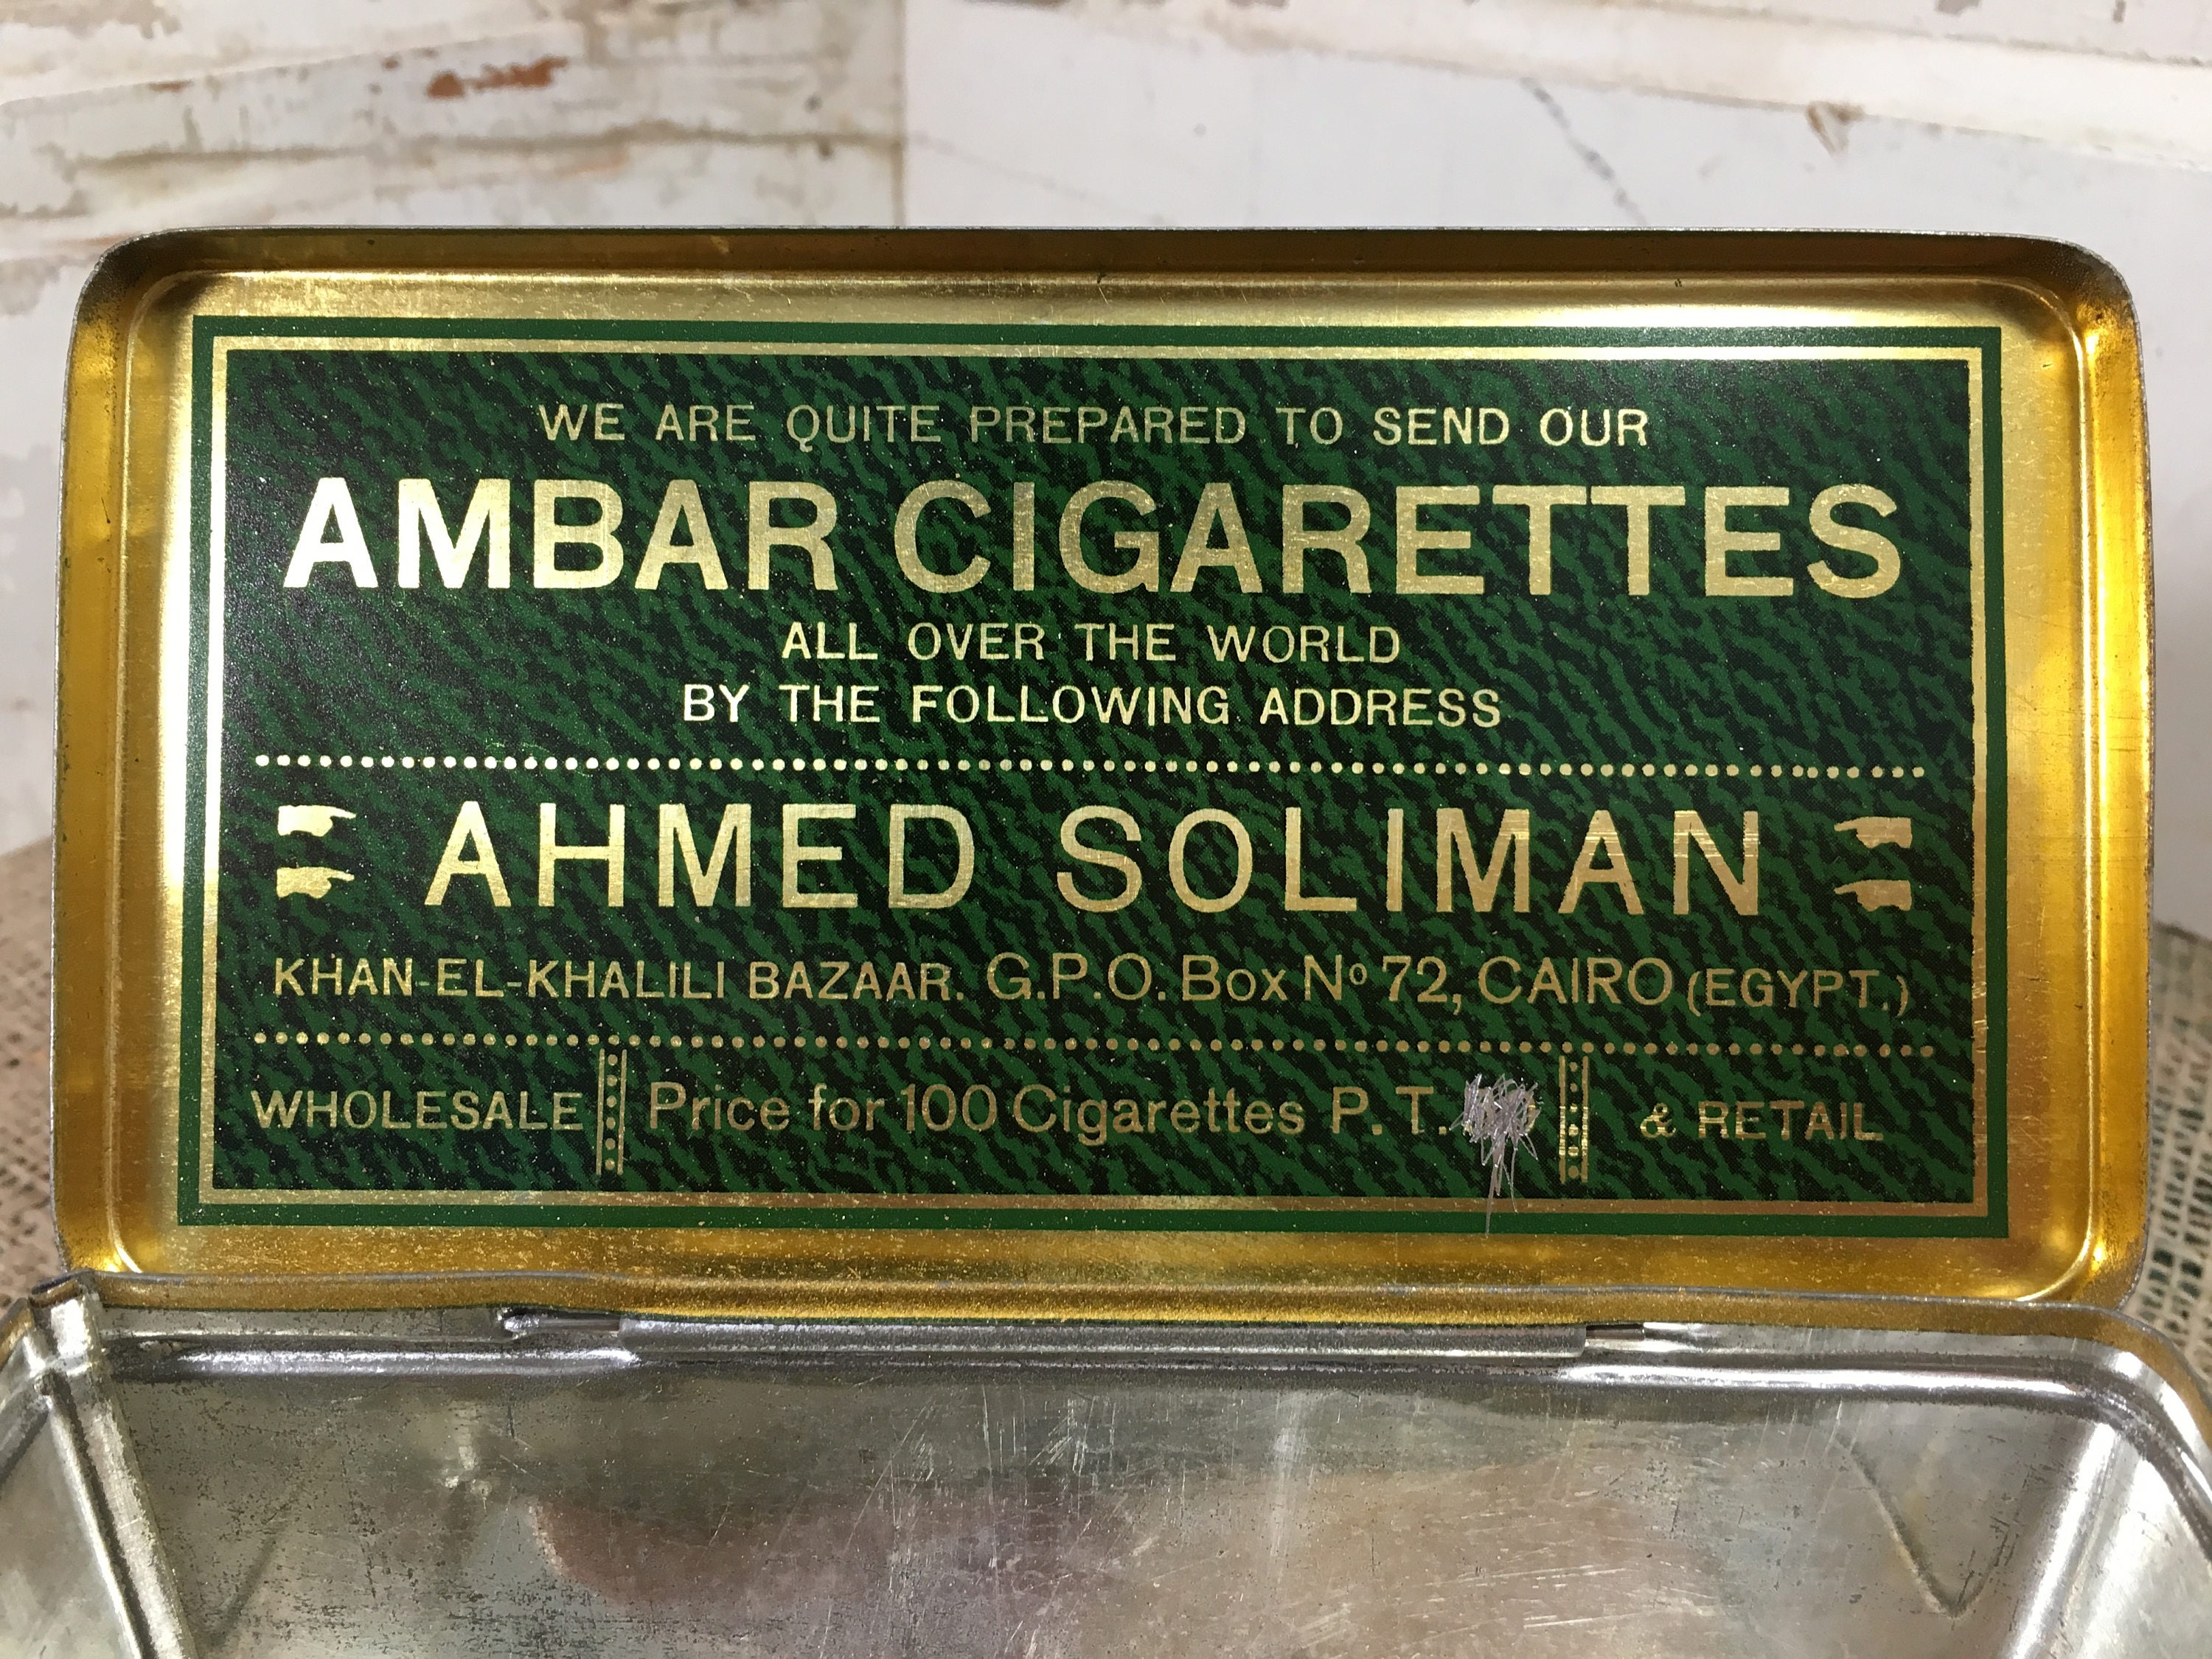 WE ARE QUITE PREPARED TO SEND OUR
AMBAR CIGARETTES
ALL OVER THE WORLD
BY THE FOLLOWING ADDRESS
AHMED SOLIMAN
KHAN-EL-KHALILI BAZAAR. G.P.O. Box Nº 72, CAIRO (EGYPT.)
WHOLESALE Price for 100 Cigarettes P. T. & RETAIL